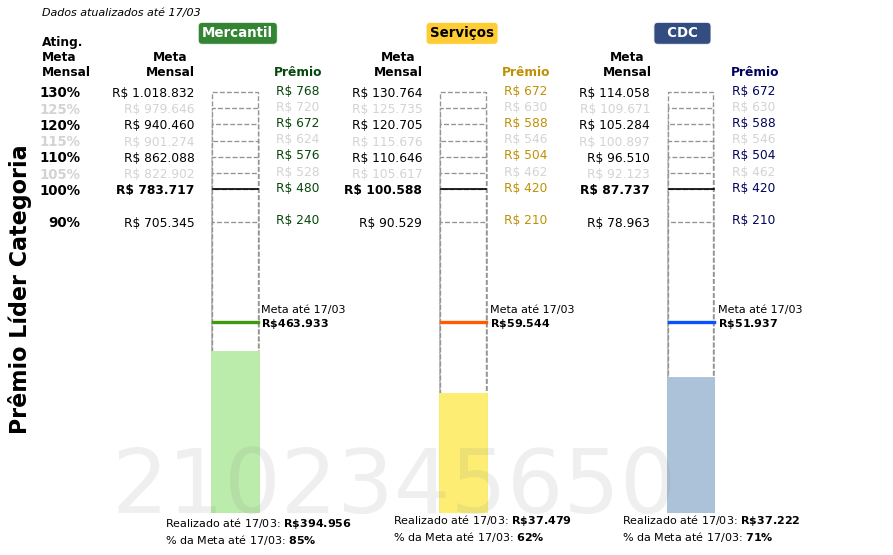 Dados atualizados até 17/03
Mercantil Serviços CDC
Ating. Meta Mensal Meta Mensal Prêmio Meta Mensal Prêmio Meta Mensal Prêmio
130% R$ 1.018.832 R$ 768 R$ 130.764 R$ 672 R$ 114.058 R$ 672
125% R$ 979.646 R$ 720 R$ 125.735 R$ 630 R$ 109.671 R$ 630
120% R$ 940.460 R$ 672 R$ 120.705 R$ 588 R$ 105.284 R$ 588
115% R$ 901.274 R$ 624 R$ 115.676 R$ 546 R$ 100.897 R$ 546
110% R$ 862.088 R$ 576 R$ 110.646 R$ 504 R$ 96.510 R$ 504
105% R$ 822.902 R$ 528 R$ 105.617 R$ 462 R$ 92.123 R$ 462
100% R$ 783.717 R$ 480 R$ 100.588 R$ 420 R$ 87.737 R$ 420
90% R$ 705.345 R$ 240 R$ 90.529 R$ 210 R$ 78.963 R$ 210
Prêmio Líder Categoria
Meta até 17/03 Meta até 17/03 Meta até 17/03
R$463.933 R$59.544 R$51.937
2102345650
Realizado até 17/03: R$394.956 Realizado até 17/03: R$37.479 Realizado até 17/03: R$37.222
% da Meta até 17/03: 85% % da Meta até 17/03: 62% % da Meta até 17/03: 71%